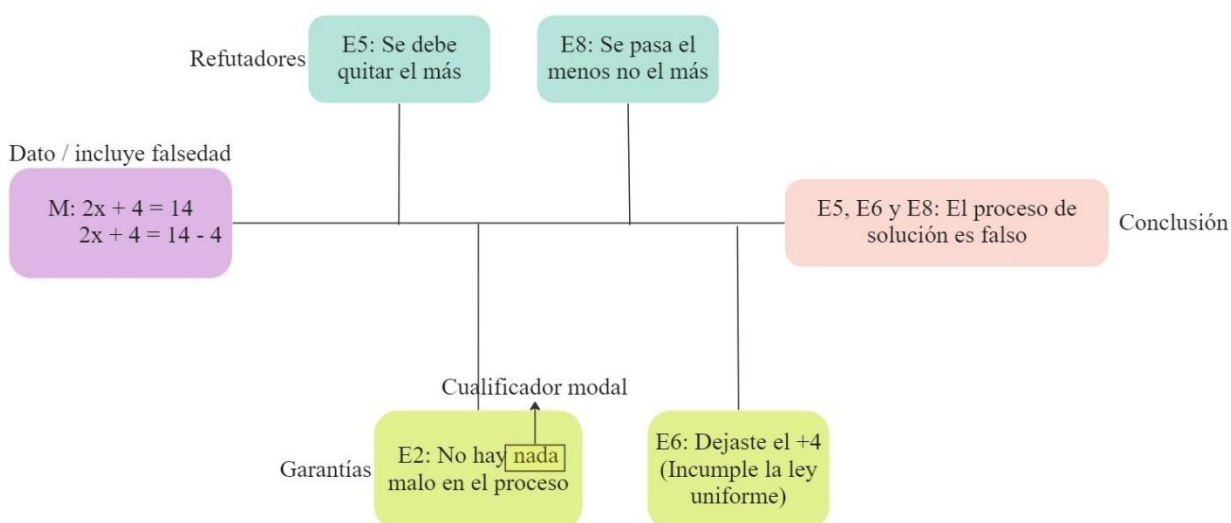 Refutadores
E5: Se debe
quitar el más
E8: Se pasa el
menos no el más
Dato / incluye falsedad
M: 2x + 4 = 14
2x + 4 = 14 - 4
E5, E6 y E8: El proceso de
solución es falso
Conclusión
Cualificador modal
Garantías
E2: No hay nada
malo en el proceso
E6: Dejaste el +4
(Incumple la ley
uniforme)